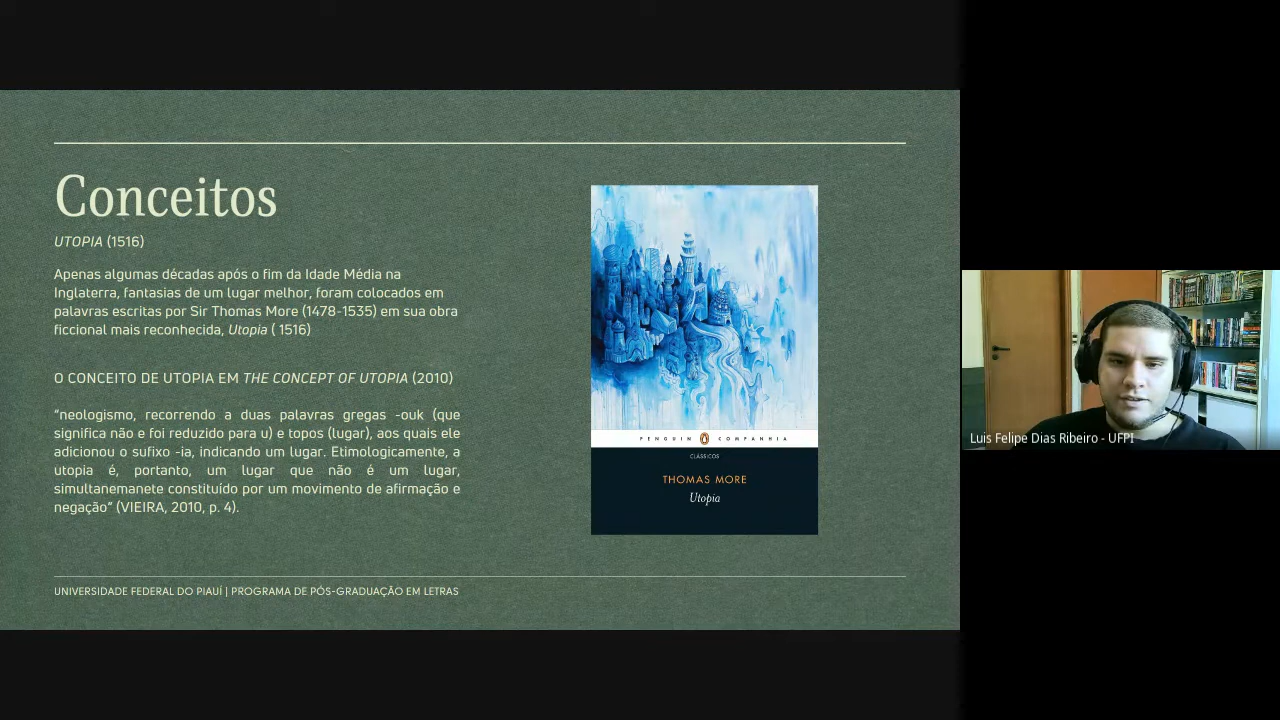 Conceitos
UTOPIA (1516)
Apenas algumas décadas após o fim da Idade Média na
Inglaterra, fantasias de um lugar melhor, foram colocados em
palavras escritas por Sir Thomas More (1478-1535) em sua obra
ficcional mais reconhecida, Utopia ( 1516)
O CONCEITO DE UTOPIA EM THE CONCEPT OF UTOPIA (2010)
“neologismo, recorrendo a duas palavras gregas -ouk (que
significa não e foi reduzido para u) e topos (lugar), aos quais ele
adicionou o sufixo -ia, indicando um lugar. Etimologicamente, a
utopia é, portanto, um lugar que não é um lugar,
simultanemanete constituído por um movimento de afirmação e
negação” (VIEIRA, 2010, p. 4).
PENGUIN COMPANHIA
CLÁSSICOS
THOMAS MORE
Utopia
UNIVERSIDADE FEDERAL DO PIAUÍ | PROGRAMA DE PÓS-GRADUAÇÃO EM LETRAS
Luis Felipe Dias Ribeiro - UFPI